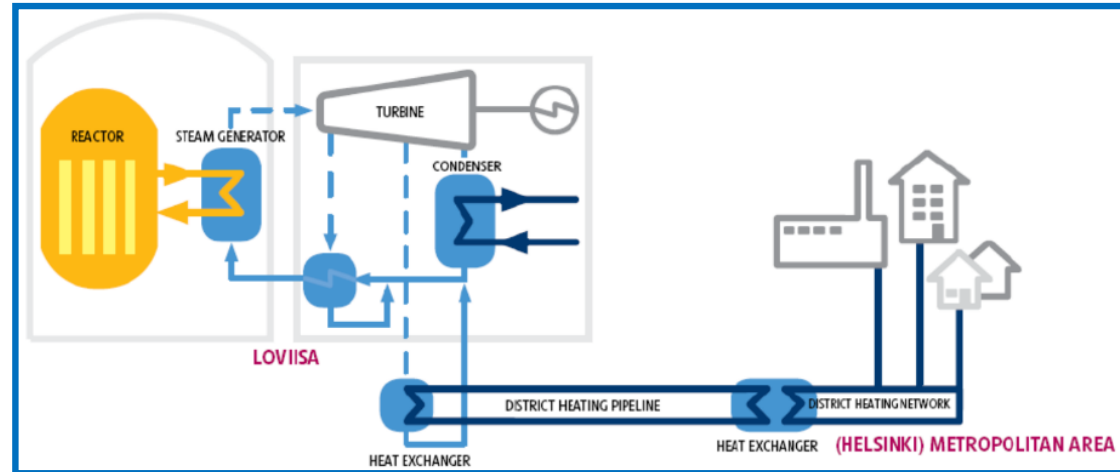 TURBINE
REACTOR
STEAM GENERATOR
CONDENSER
LOVIISA
DISTRICT HEATING PIPELINE
DISTRICT HEATING NETWORK
HEAT EXCHANGER
(HELSINKI) METROPOLITAN AREA
HEAT EXCHANGER